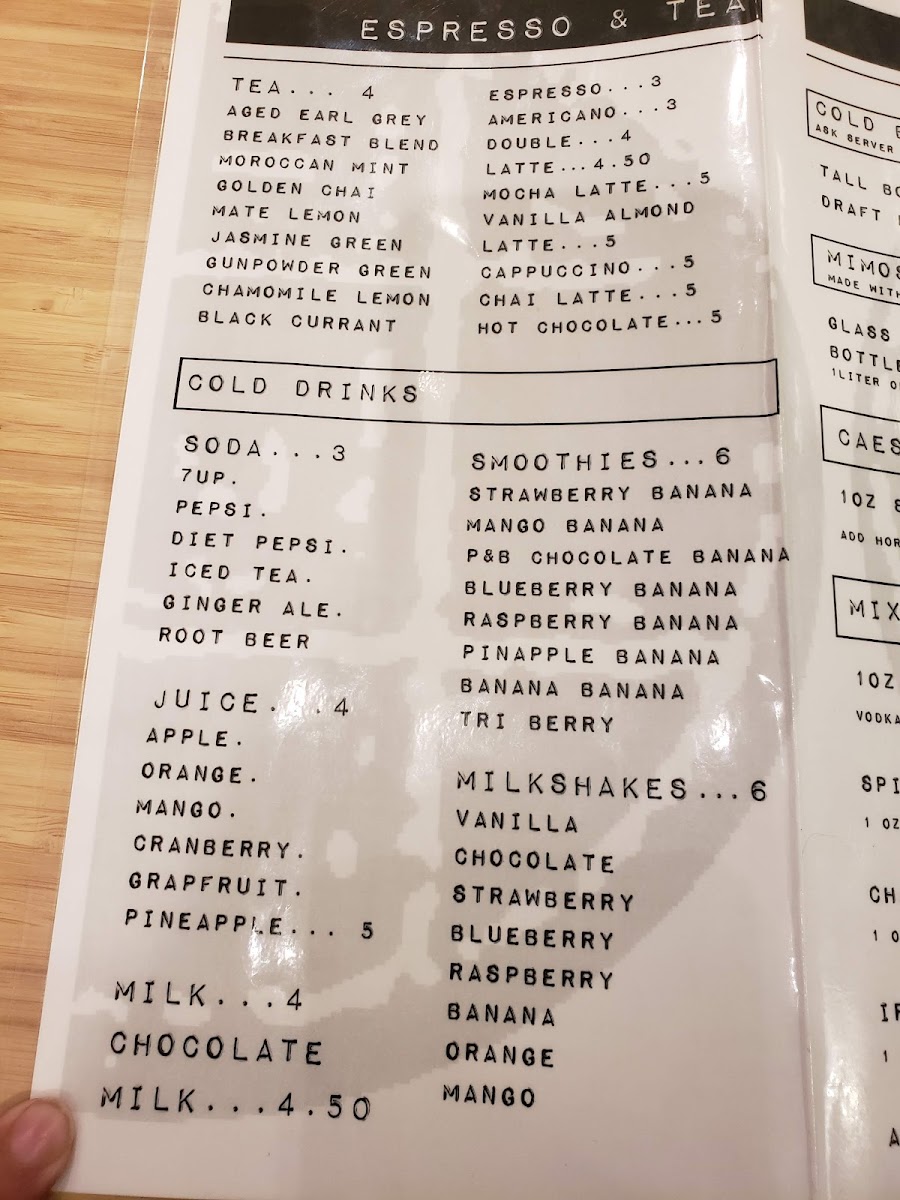 ESPRESSO & TEA
TEA... 4
AGED EARL GREY
BREAKFAST BLEND
MOROCCAN MINT
GOLDEN CHAI
MATE LEMON
JASMINE GREEN
GUNPOWDER GREEN
CHAMOMILE LEMON
BLACK CURRANT
ESPRESSO...3
AMERICANO...3
DOUBLE...4
LATTE...4.50
MOCHA LATTE...5
VANILLA ALMOND
LATTE...5
CAPPUCCINO...5
CHAI LATTE...5
HOT CHOCOLATE...5
COLD DRINKS
SODA...3
7UP.
PEPSI.
DIET PEPSI.
ICED TEA.
GINGER ALE.
ROOT BEER
JUICE...4
APPLE.
ORANGE.
MANGO.
CRANBERRY.
GRAPFRUIT.
PINEAPPLE... 5
MILK...4
CHOCOLATE
MILK...4.50
SMOOTHIES...6
STRAWBERRY BANANA
MANGO BANANA
P&B CHOCOLATE BANANA
BLUEBERRY BANANA
RASPBERRY BANANA
PINAPPLE BANANA
BANANA BANANA
TRI BERRY
MILKSHAKES...6
VANILLA
CHOCOLATE
STRAWBERRY
BLUEBERRY
RASPBERRY
BANANA
ORANGE
MANGO
COLD
ASK SERVER
TALL
DRAFT
MADE WITH
GLASS
BOTTLE
1LITER
1OZ
ADD
1OZ
VODKA
1 OZ
1